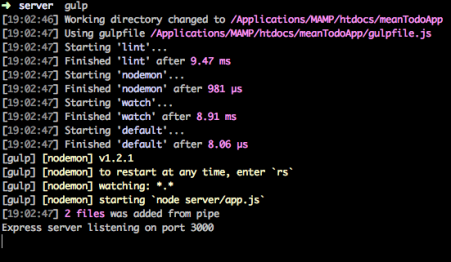 ➜ server gulp
[19:02:46] Working directory changed to /Applications/MAMP/htdocs/meanTodoApp
[19:02:47] Using gulpfile /Applications/MAMP/htdocs/meanTodoApp/gulpfile.js
[19:02:47] Starting 'lint'...
[19:02:47] Finished 'lint' after 9.47 ms
[19:02:47] Starting 'nodemon'...
[19:02:47] Finished 'nodemon' after 981 μs
[19:02:47] Starting 'watch'...
[19:02:47] Finished 'watch' after 8.91 ms
[19:02:47] Starting 'default'...
[19:02:47] Finished 'default' after 8.06 μs
[gulp] [nodemon] v1.2.1
[gulp] [nodemon] to restart at any time, enter `rs`
[gulp] [nodemon] watching: *.*
[gulp] [nodemon] starting `node server/app.js`
[19:02:47] 2 files was added from pipe
Express server listening on port 3000